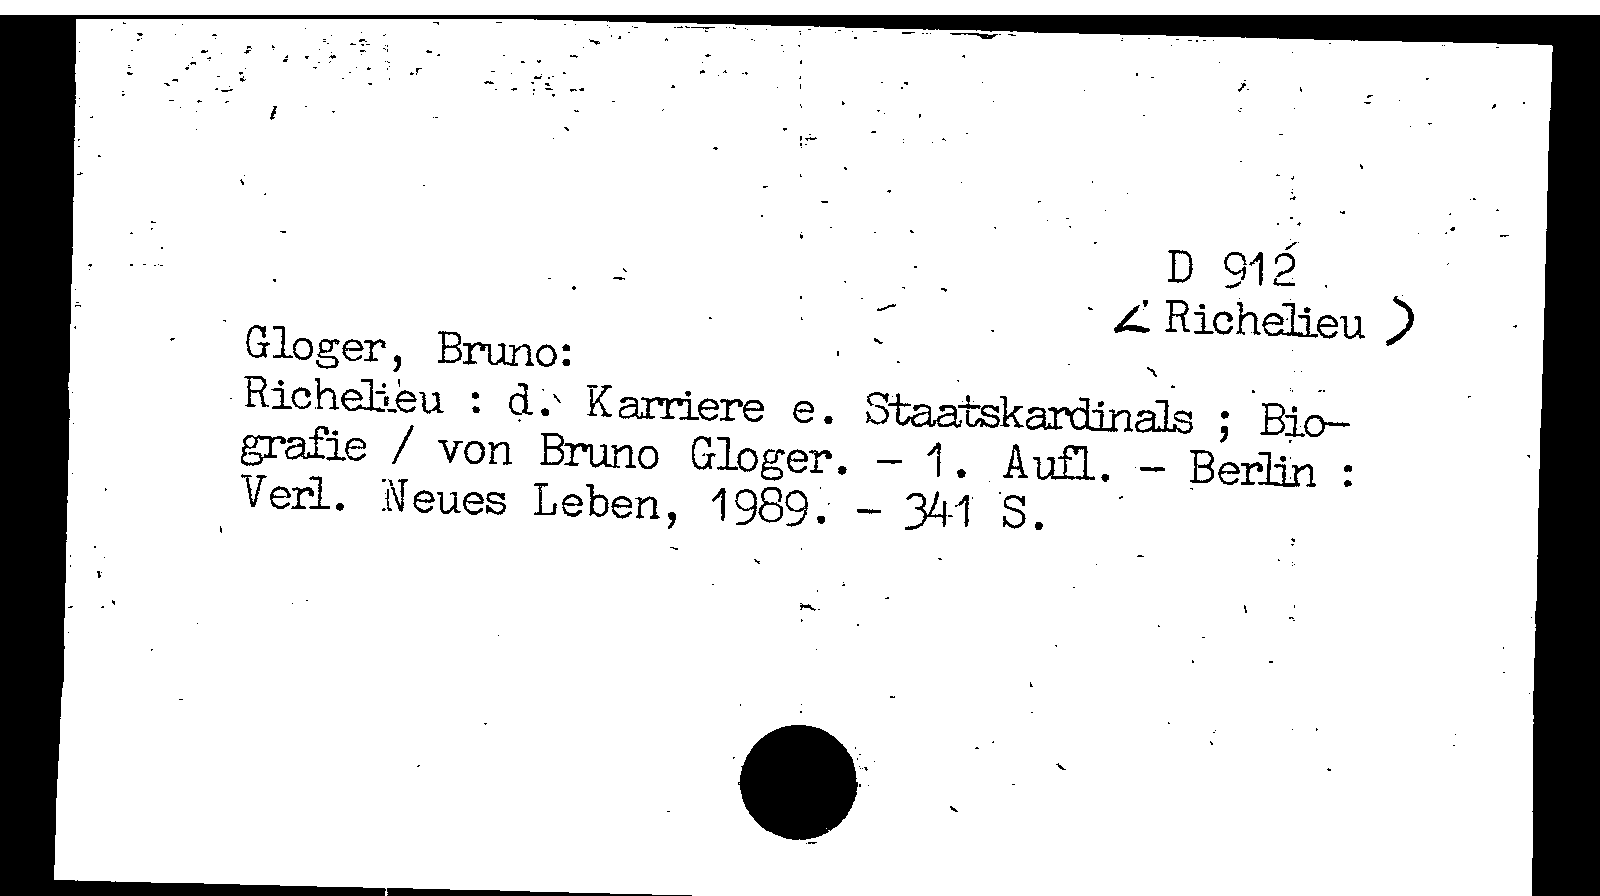 D 912
< Richelieu )
Gloger, Bruno:
Richelieu : d. Karriere e. Staatskardinals ; Bio-
grafie / von Bruno Gloger. - 1. Aufl. - Berlin :
Verl. Neues Leben, 1989. - 341 S.